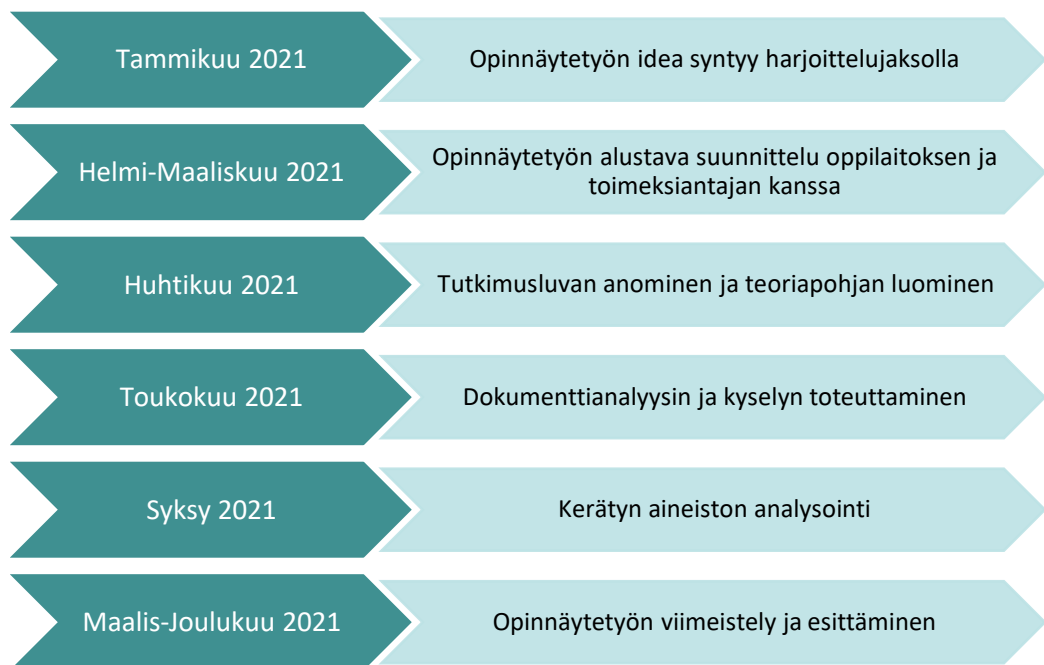 Tammikuu 2021
Opinnäytetyön idea syntyy harjoittelujaksolla
Helmi-Maaliskuu 2021
Opinnäytetyön alustava suunnittelu oppilaitoksen ja
toimeksiantajan kanssa
Huhtikuu 2021
Tutkimusluvan anominen ja teoriapohjan luominen
Toukokuu 2021
Dokumenttianalyysin ja kyselyn toteuttaminen
Syksy 2021
Kerätyn aineiston analysointi
Maalis-Joulukuu 2021
Opinnäytetyön viimeistely ja esittäminen